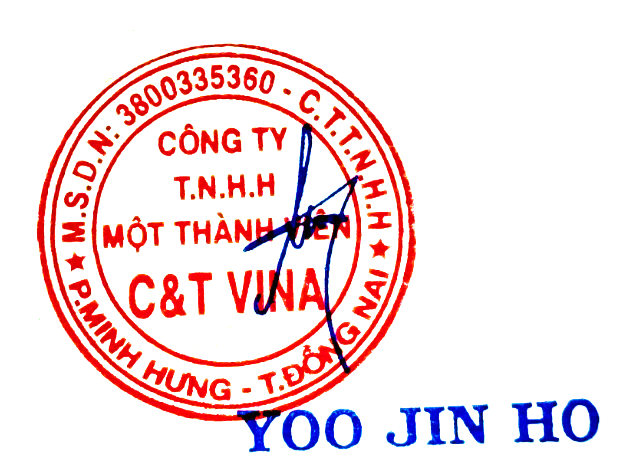 M.S.D.N: 3800335360 - C.T.T.N.H.H
CÔNG TY
T.N.H.H
MỘT THÀNH VIÊN
C&T VINA
P.MINH HƯNG - T.ĐỒNG NAI
YOO JIN HO